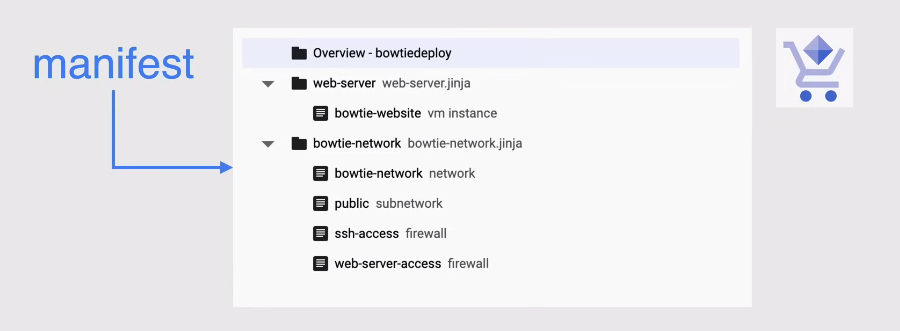 manifest
Overview - bowtiedeploy
web-server web-server.jinja
bowtie-website vm instance
bowtie-network bowtie-network.jinja
bowtie-network network
public subnetwork
ssh-access firewall
web-server-access firewall